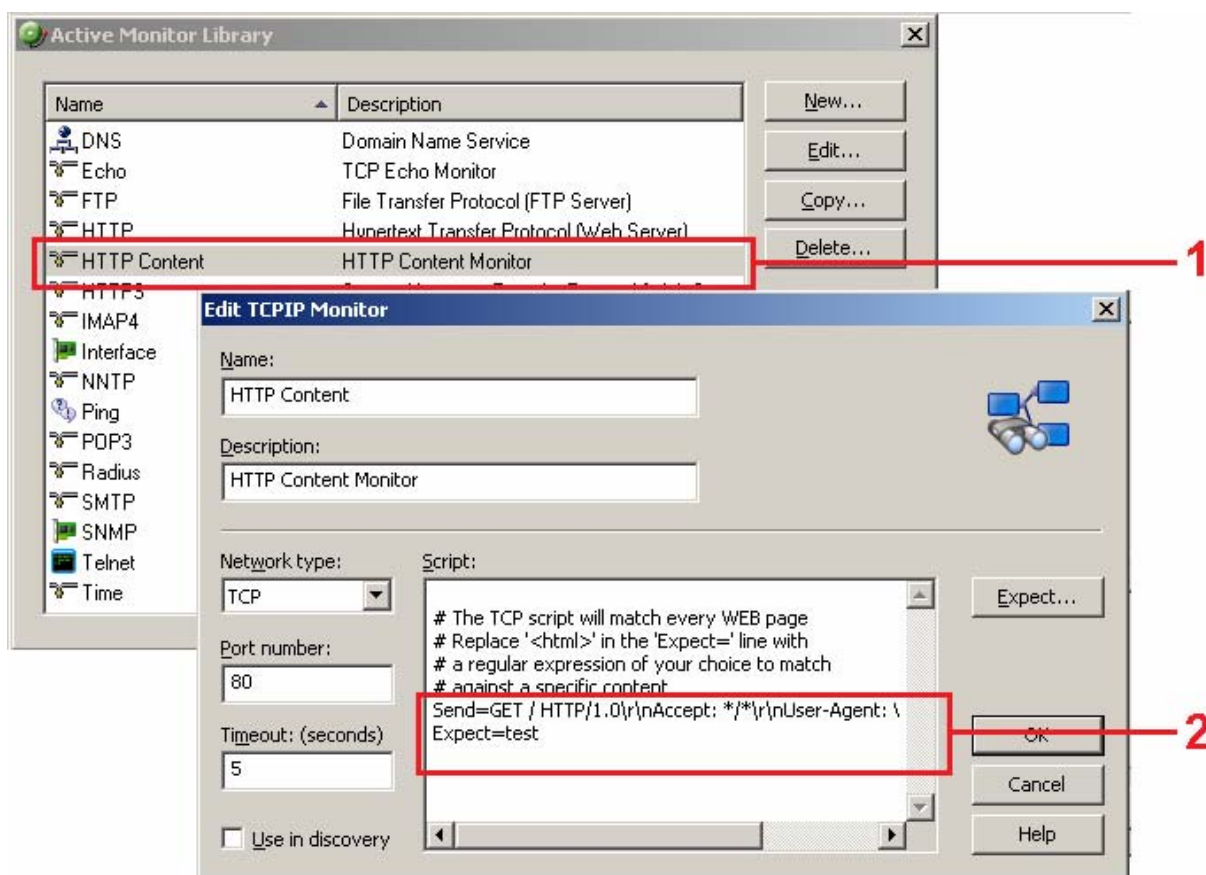 Active Monitor Library
Name Description
DNS Domain Name Service
Echo TCP Echo Monitor
FTP File Transfer Protocol (FTP Server)
HTTP Hypertext Transfer Protocol (Web Server)
HTTP Content HTTP Content Monitor
HTTPS
IMAP4
Interface
NNTP
Ping
POP3
Radius
SMTP
SNMP
Telnet
Time
New...
Edit...
Copy...
Delete...
1
Edit TCPIP Monitor
Name:
HTTP Content
Description:
HTTP Content Monitor
Network type:
TCP
Port number:
80
Timeout: (seconds)
5
Use in discovery
Script:
# The TCP script will match every WEB page
# Replace '<html>' in the 'Expect=' line with
# a regular expression of your choice to match
# against a specific content
Send=GET / HTTP/1.0\r\nAccept: */*\r\nUser-Agent: \
Expect=test
Expect...
2
OK
Cancel
Help